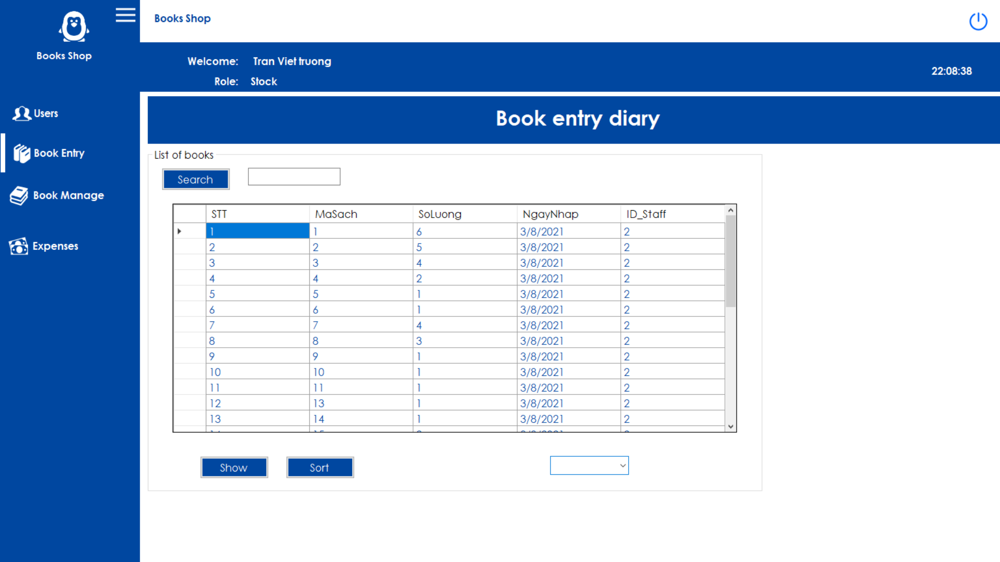 Books Shop
Books Shop
Welcome: Tran Viet truong
Role: Stock
22:08:38
Users
Book Entry
Book Manage
Expenses
Book entry diary
List of books
Search
STT MaSach SoLuong NgayNhap ID_Staff
1 1 6 3/8/2021 2
2 2 5 3/8/2021 2
3 3 4 3/8/2021 2
4 4 2 3/8/2021 2
5 5 1 3/8/2021 2
6 6 1 3/8/2021 2
7 7 4 3/8/2021 2
8 8 3 3/8/2021 2
9 9 1 3/8/2021 2
10 10 1 3/8/2021 2
11 11 1 3/8/2021 2
12 13 1 3/8/2021 2
13 14 1 3/8/2021 2
Show Sort